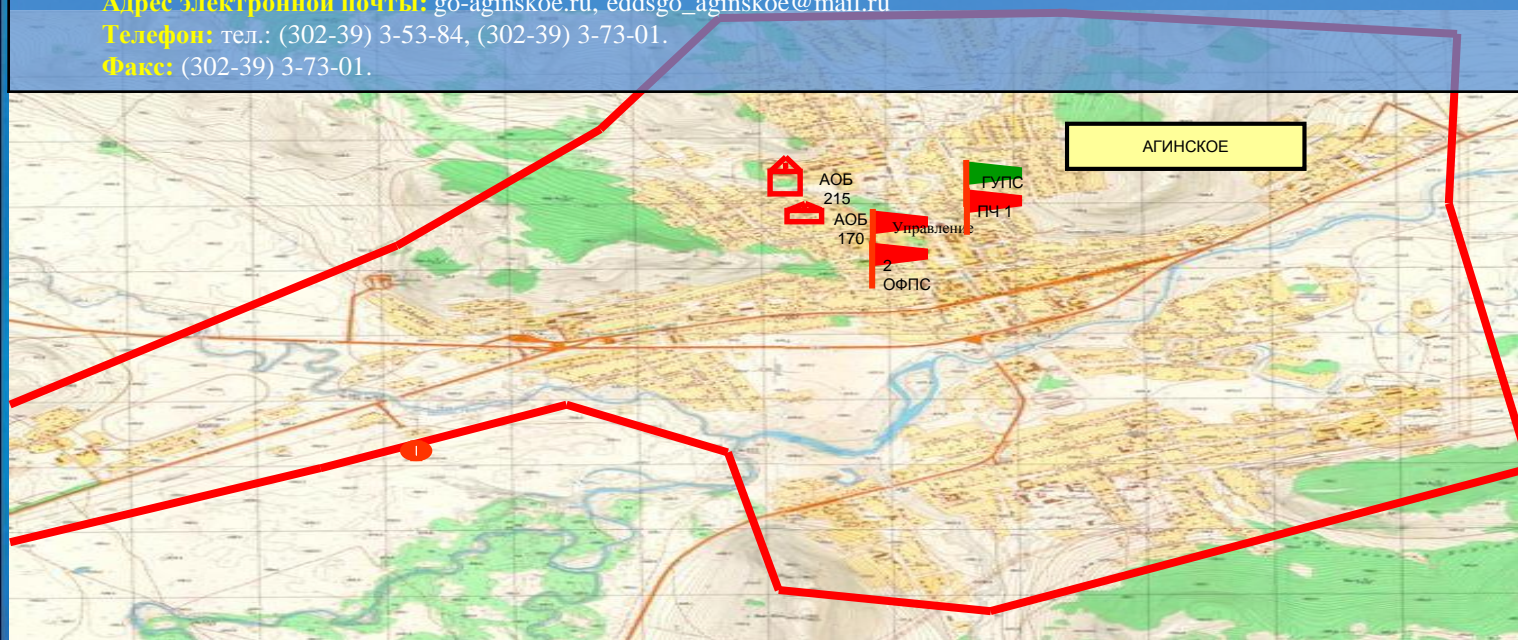 Адрес электронной почты: go-aginskoe.ru, eddsgo_aginskoe@mail.ru
Телефон: тел.: (302-39) 3-53-84, (302-39) 3-73-01.
Факс: (302-39) 3-73-01.
АГИНСКОЕ
АОБ
215
АОБ
170
ГУПС
ПЧ 1
Управление
2
ОФПС
I